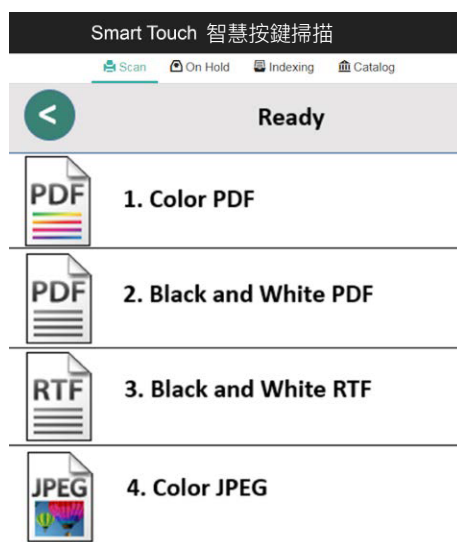 Smart Touch 智慧按鍵掃描
Scan On Hold Indexing Catalog
< Ready
PDF 1. Color PDF
PDF 2. Black and White PDF
RTF 3. Black and White RTF
JPEG 4. Color JPEG